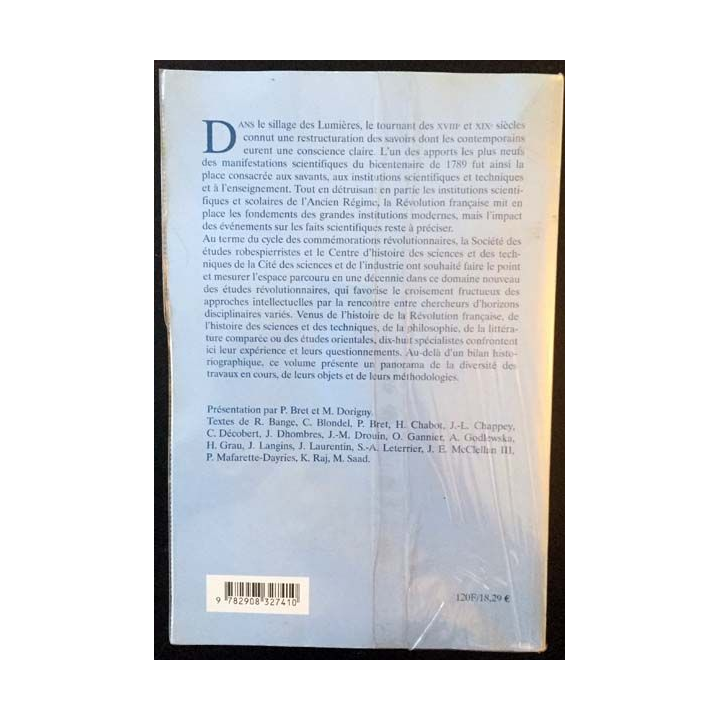 DANS le sillage des Lumières, le tournant des XVIIIe et XIXe siècles
connut une restructuration des savoirs dont les contemporains
eurent une conscience claire. L'un des apports les plus neufs
des manifestations scientifiques du bicentenaire de 1789 fut ainsi la
place consacrée aux savants, aux institutions scientifiques et techniques
et à l'enseignement. Tout en détruisant en partie les institutions scienti-
fiques et scolaires de l'Ancien Régime, la Révolution française mit en
place les fondements des grandes institutions modernes, mais l'impact
des événements sur les faits scientifiques reste à préciser.
Au terme du cycle des commémorations révolutionnaires, la Société des
études robespierristes et le Centre d'histoire des sciences et des tech-
niques de la Cité des sciences et de l'industrie ont souhaité faire le point
et mesurer l'espace parcouru en une décennie dans ce domaine nouveau
des études révolutionnaires, qui favorise le croisement fructueux des
approches intellectuelles par la rencontre entre chercheurs d'horizons
disciplinaires variés. Venus de l'histoire de la Révolution française, de
l'histoire des sciences et des techniques, de la philosophie, de la littéra-
ture comparée ou des études orientales, dix-huit spécialistes confrontent
ici leur expérience et leurs questionnements. Au-delà d'un bilan histo-
riographique, ce volume présente un panorama de la diversité des
travaux en cours, de leurs objets et de leurs méthodologies.
Présentation par P. Bret et M. Dorigny.
Textes de R. Bange, C. Blondel, P. Bret, H. Chabot, J.-L. Chappey,
C. Décobert, J. Dhombres, J.-M. Drouin, O. Gannier, A. Godlewska,
H. Grau, J. Langins, J. Laurentin, S.-A. Leterrier, J. E. McClellan III,
P. Mafarette-Dayries, K. Raj, M. Saad.
9 782908 327410
120F/18,29 €